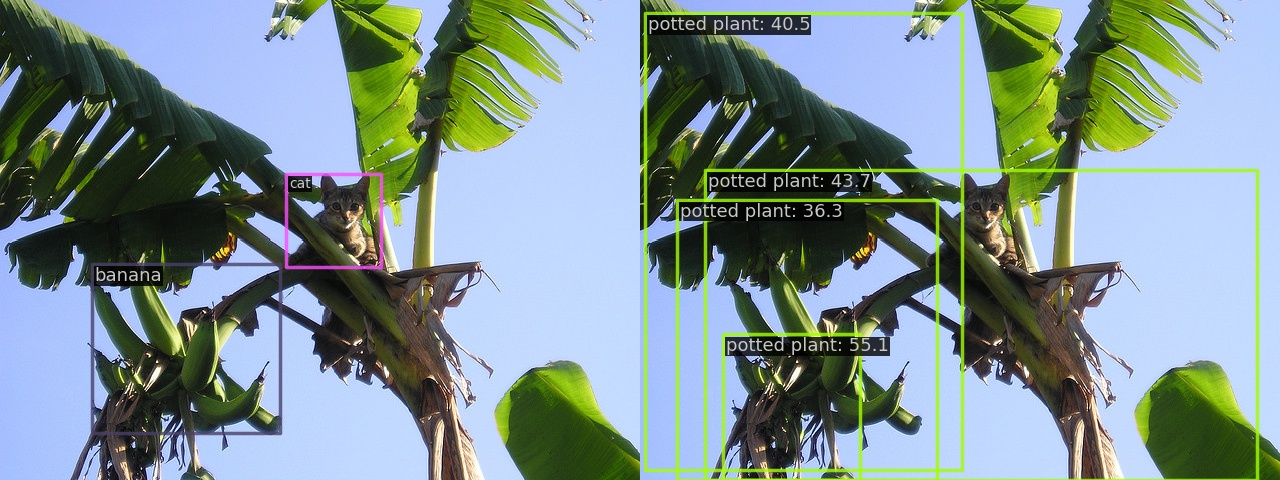 cat
banana
potted plant: 40.5
potted plant: 43.7
potted plant: 36.3
potted plant: 55.1